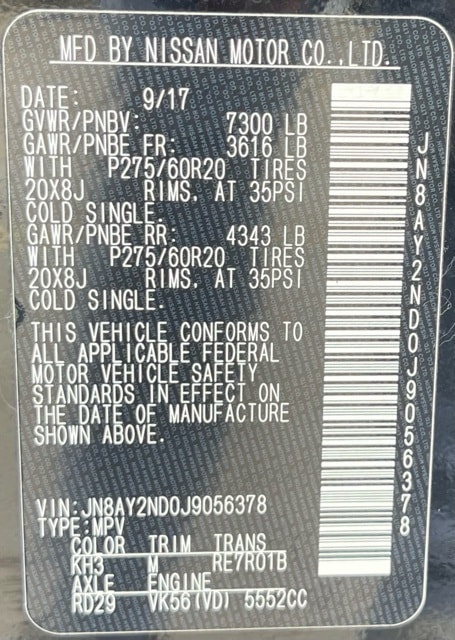 MFD BY NISSAN MOTOR CO.,LTD.
DATE: 9/17
GVWR/PNBV: 7300 LB
GAWR/PNBE FR: 3616 LB
WITH P275/60R20 TIRES
20X8J RIMS, AT 35PSI
COLD SINGLE.
GAWR/PNBE RR: 4343 LB
WITH P275/60R20 TIRES
20X8J RIMS, AT 35PSI
COLD SINGLE.
THIS VEHICLE CONFORMS TO
ALL APPLICABLE FEDERAL
MOTOR VEHICLE SAFETY
STANDARDS IN EFFECT ON
THE DATE OF MANUFACTURE
SHOWN ABOVE.
VIN:JN8AY2ND0J9056378
TYPE:MPV
COLOR TRIM TRANS
KH3 M RE7R01B
AXLE ENGINE
RD29 VK56(VD) 5552CC
JN8AY2ND0J9056378